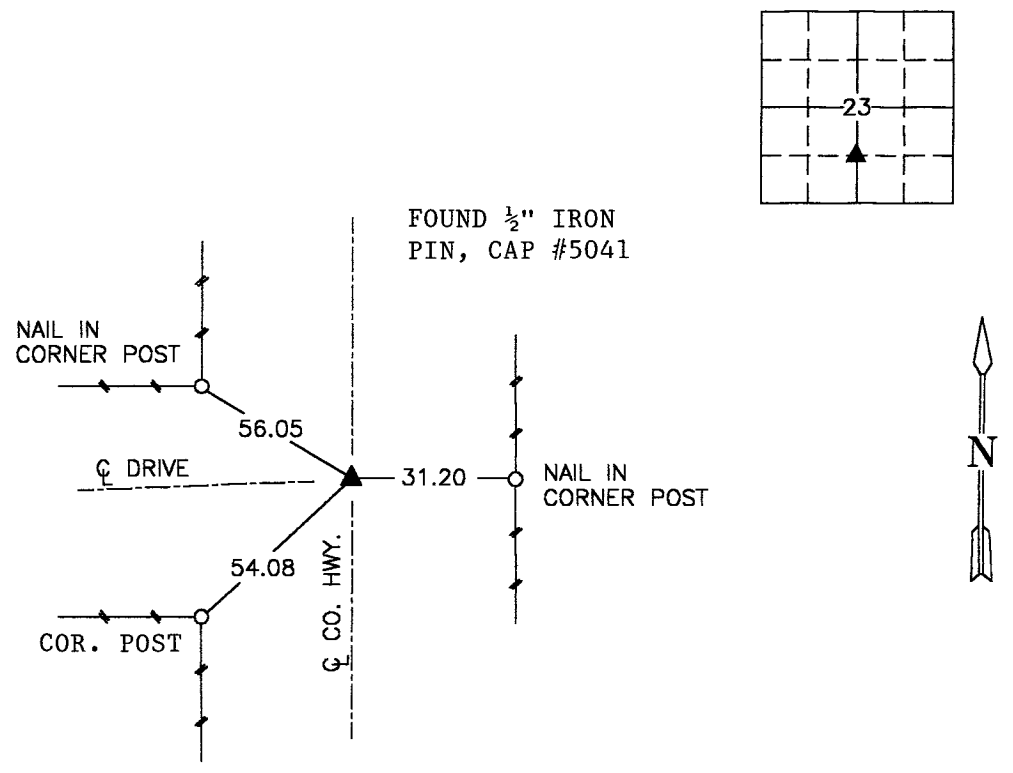 23
FOUND ½" IRON
PIN, CAP #5041
NAIL IN
CORNER POST
56.05
℄ DRIVE
31.20
NAIL IN
CORNER POST
N
54.08
℄ CO. HWY.
COR. POST